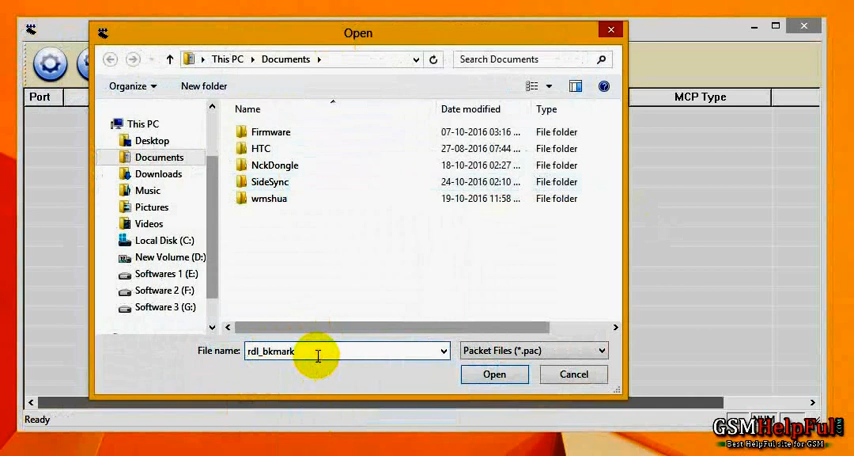 Open
This PC > Documents >
Search Documents
Organize
New folder
Port
MCP Type
Name
Date modified
Type
This PC
Desktop
Documents
Downloads
Music
Pictures
Videos
Local Disk (C:)
New Volume (D:)
Softwares 1 (E:)
Software 2 (F:)
Software 3 (G:)
Firmware 07-10-2016 03:16 ... File folder
HTC 27-08-2016 07:44 ... File folder
NckDongle 18-10-2016 02:27 ... File folder
SideSync 24-10-2016 02:10 ... File folder
wmshua 19-10-2016 11:58 ... File folder
File name: rdl_bkmark
Packet Files (*.pac)
Open
Cancel
Ready
GSMHelpFul
Best Helpful site for GSM